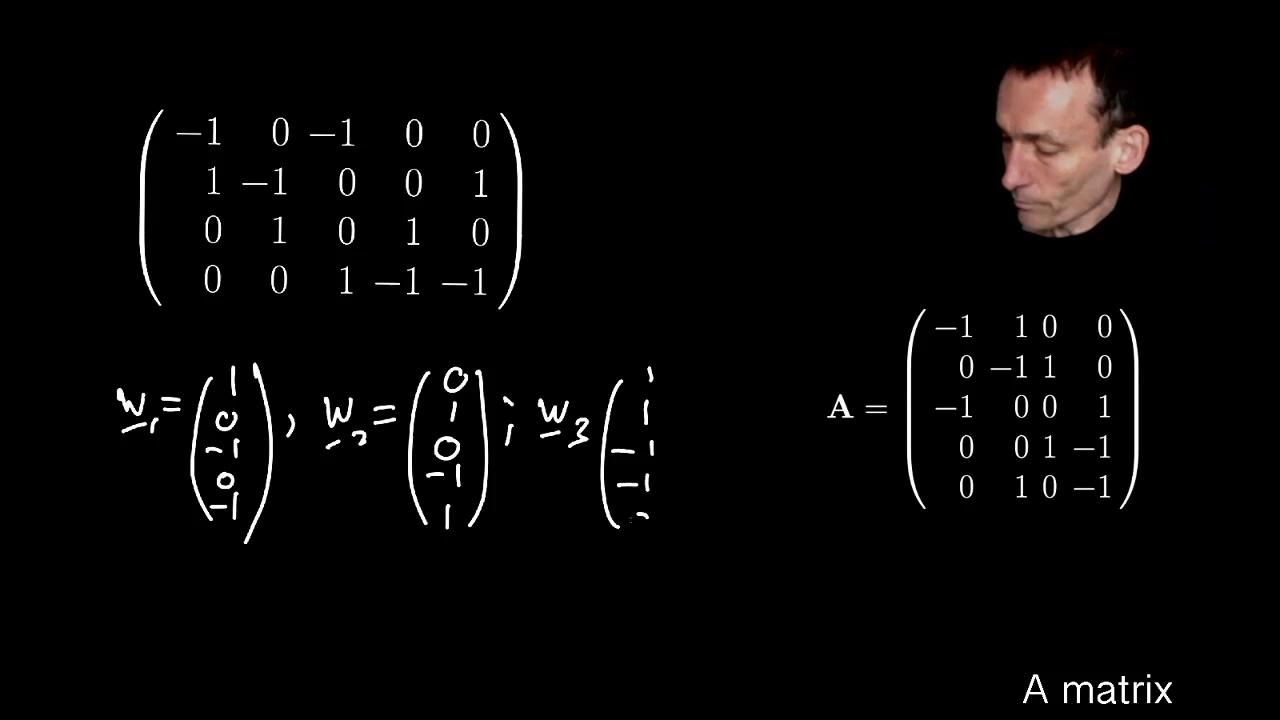 −1 0 −1 0 0
1 −1 0 0 1
0 1 0 1 0
0 0 1 −1 −1
w₁ = (1 0 −1 0 −1), w₂ = (0 1 0 −1 1); w₃ (1 1 −1 −1
A =
−1 1 0 0
0 −1 1 0
−1 0 0 1
0 0 1 −1
0 1 0 −1
A matrix